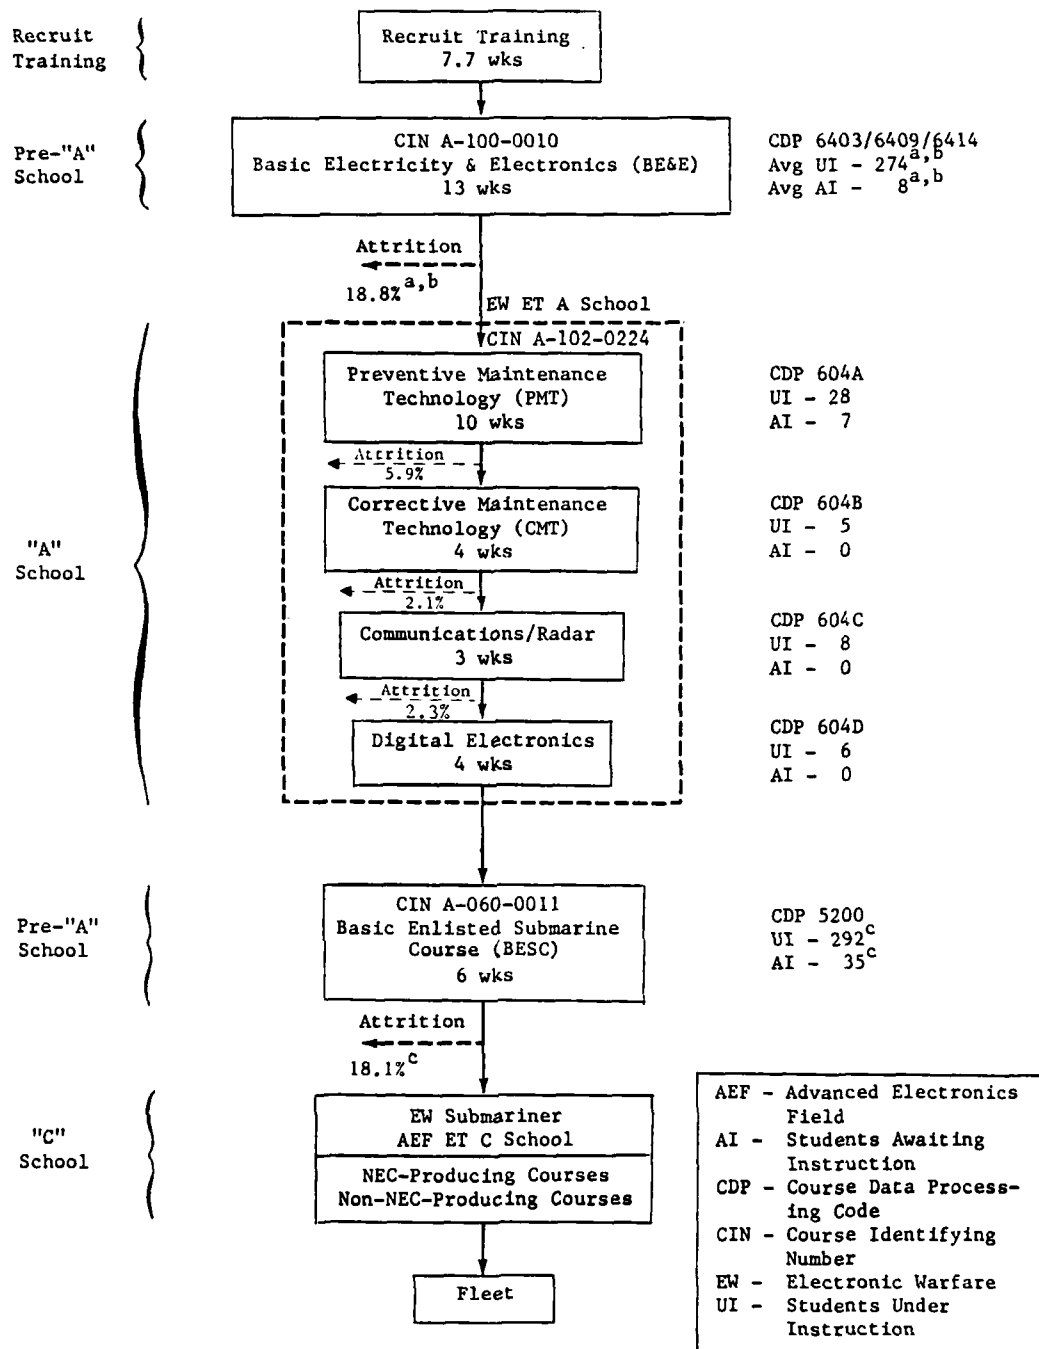 Recruit
Training
Recruit Training
7.7 wks
Pre-"A"
School
CIN A-100-0010
Basic Electricity & Electronics (BE&E)
13 wks
CDP 6403/6409/6414
Avg UI - 274a,b
Avg AI - 8a,b
Attrition
18.8%a,b
EW ET A School
CIN A-102-0224
"A"
School
Preventive Maintenance
Technology (PMT)
10 wks
CDP 604A
UI - 28
AI - 7
Attrition
5.9%
Corrective Maintenance
Technology (CMT)
4 wks
CDP 604B
UI - 5
AI - 0
Attrition
2.1%
Communications/Radar
3 wks
CDP 604C
UI - 8
AI - 0
Attrition
2.3%
Digital Electronics
4 wks
CDP 604D
UI - 6
AI - 0
Pre-"A"
School
CIN A-060-0011
Basic Enlisted Submarine
Course (BESC)
6 wks
CDP 5200
UI - 292c
AI - 35c
Attrition
18.1%c
"C"
School
EW Submariner
AEF ET C School
NEC-Producing Courses
Non-NEC-Producing Courses
Fleet
AEF - Advanced Electronics
Field
AI - Students Awaiting
Instruction
CDP - Course Data Process-
ing Code
CIN - Course Identifying
Number
EW - Electronic Warfare
UI - Students Under
Instruction